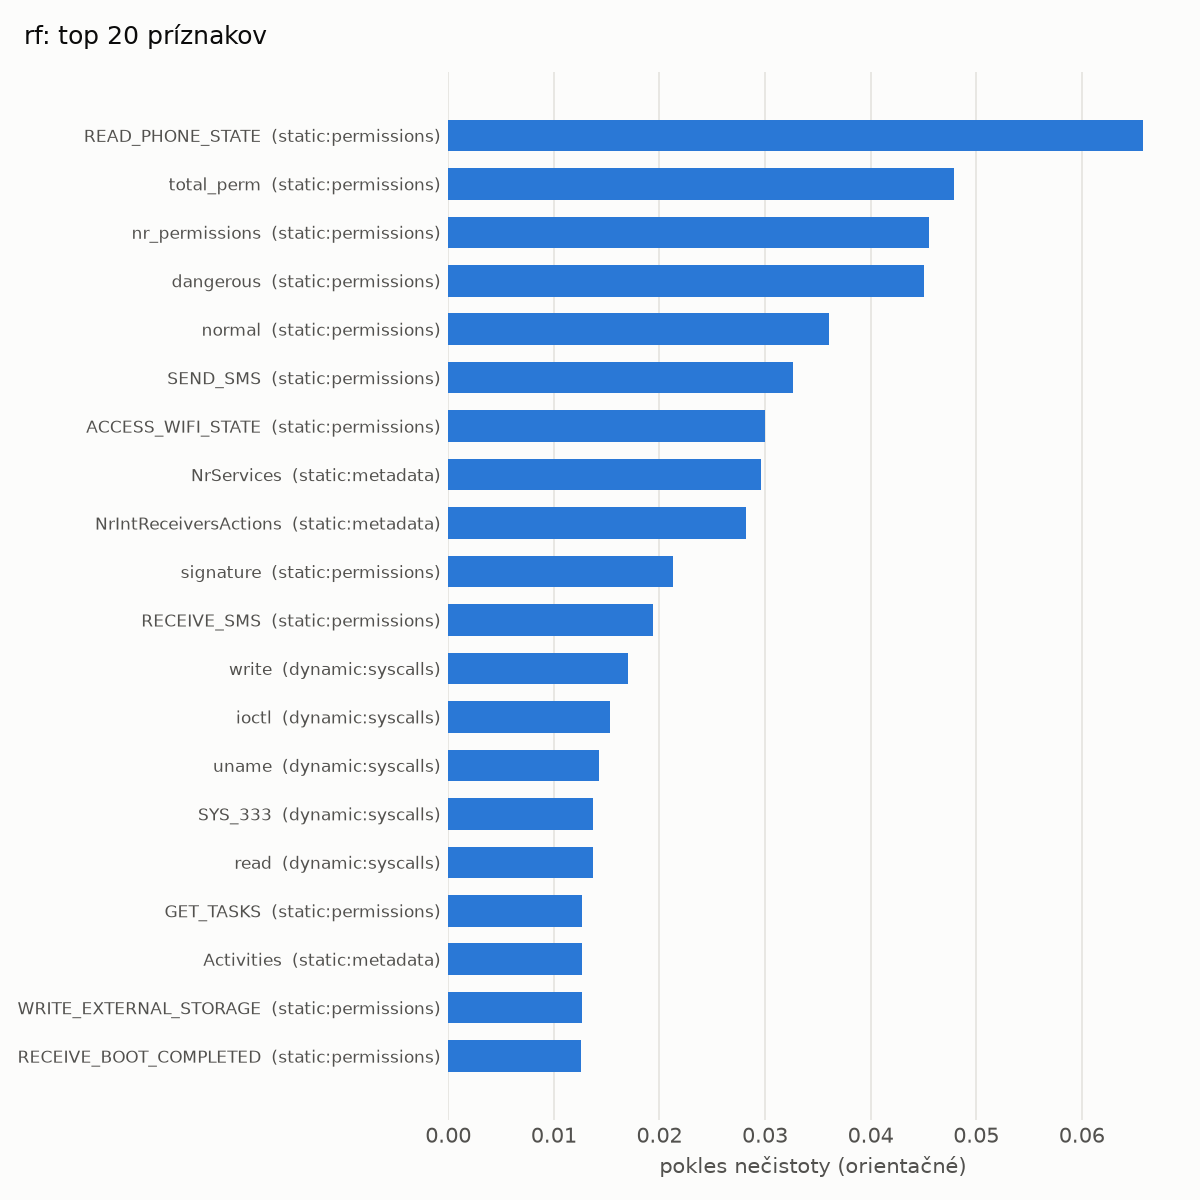 rf: top 20 príznakov
READ_PHONE_STATE (static:permissions)
total_perm (static:permissions)
nr_permissions (static:permissions)
dangerous (static:permissions)
normal (static:permissions)
SEND_SMS (static:permissions)
ACCESS_WIFI_STATE (static:permissions)
NrServices (static:metadata)
NrIntReceiversActions (static:metadata)
signature (static:permissions)
RECEIVE_SMS (static:permissions)
write (dynamic:syscalls)
ioctl (dynamic:syscalls)
uname (dynamic:syscalls)
SYS_333 (dynamic:syscalls)
read (dynamic:syscalls)
GET_TASKS (static:permissions)
Activities (static:metadata)
WRITE_EXTERNAL_STORAGE (static:permissions)
RECEIVE_BOOT_COMPLETED (static:permissions)
0.00 0.01 0.02 0.03 0.04 0.05 0.06
pokles nečistoty (orientačné)